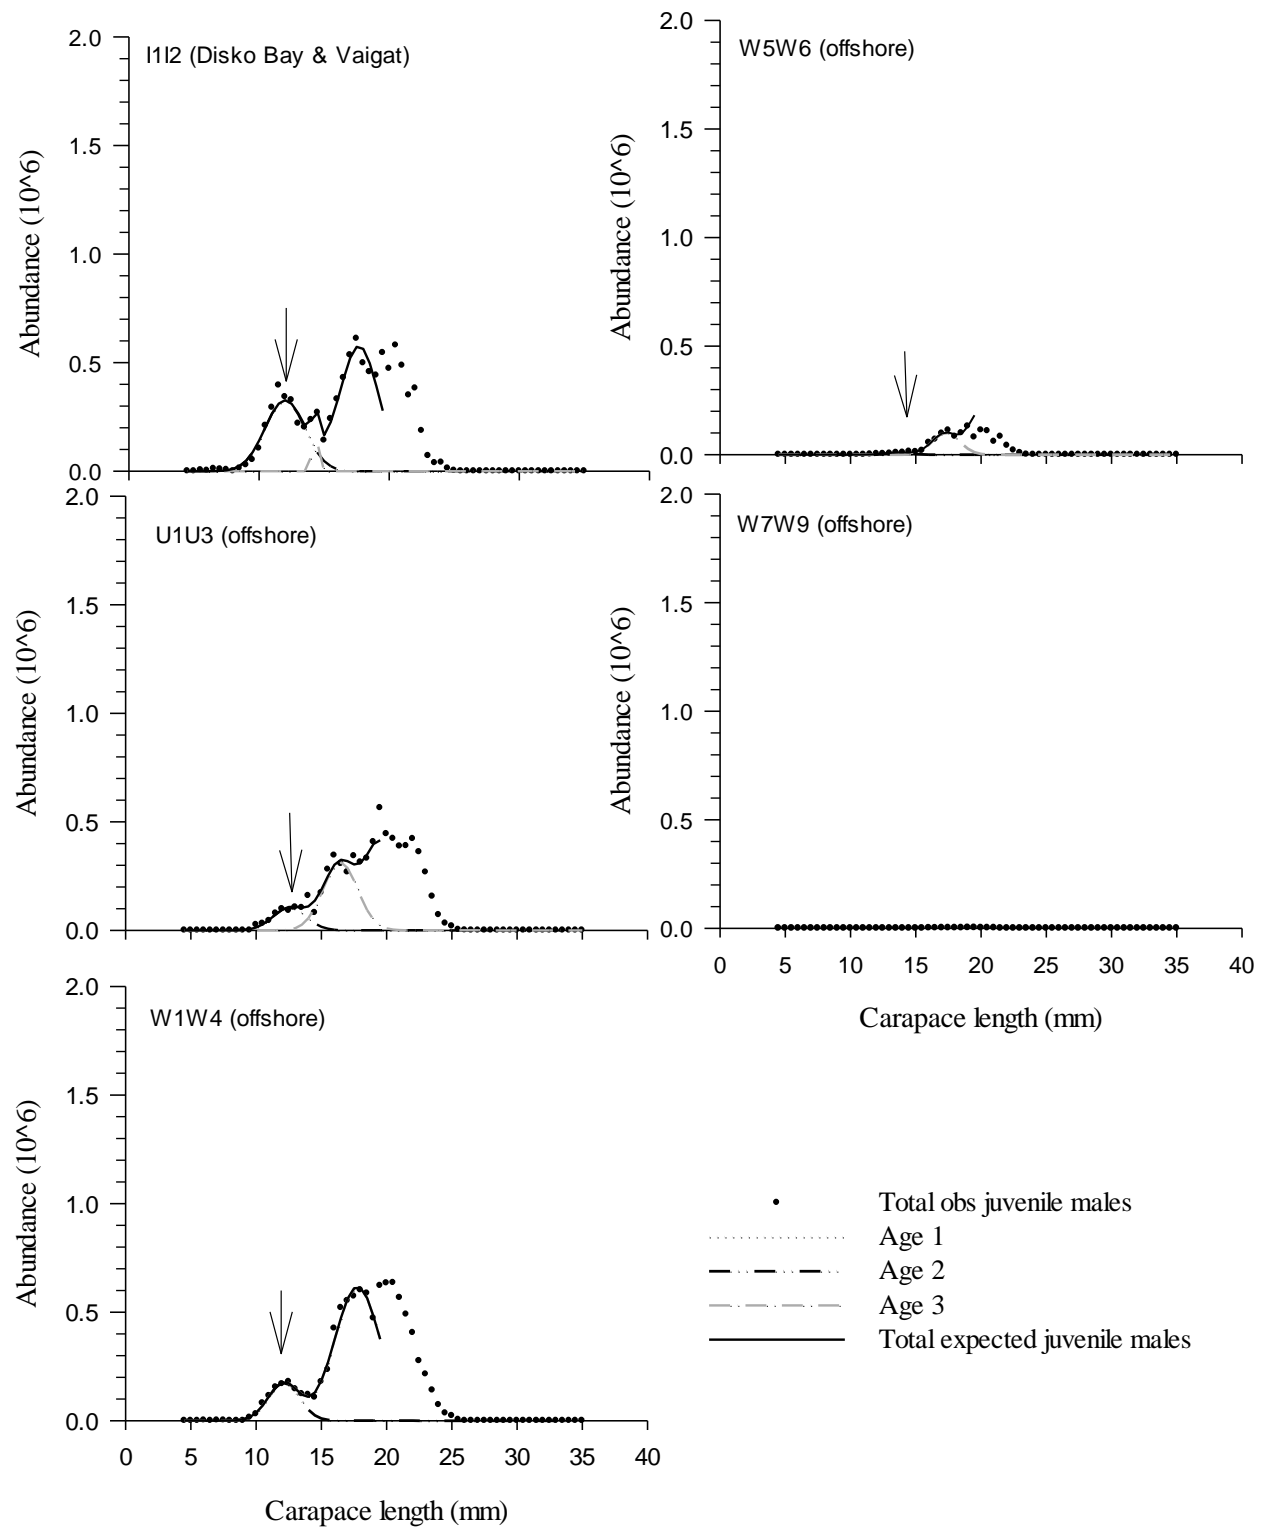 2.0
I1I2 (Disko Bay & Vaigat)
1.5
1.0
0.5
0.0
Abundance (10^6)
2.0
W5W6 (offshore)
1.5
1.0
0.5
0.0
Abundance (10^6)
2.0
U1U3 (offshore)
1.5
1.0
0.5
0.0
Abundance (10^6)
2.0
W7W9 (offshore)
1.5
1.0
0.5
0.0
Abundance (10^6)
0 5 10 15 20 25 30 35 40
Carapace length (mm)
2.0
W1W4 (offshore)
1.5
1.0
0.5
0.0
Abundance (10^6)
0 5 10 15 20 25 30 35 40
Carapace length (mm)
Total obs juvenile males
Age 1
Age 2
Age 3
Total expected juvenile males